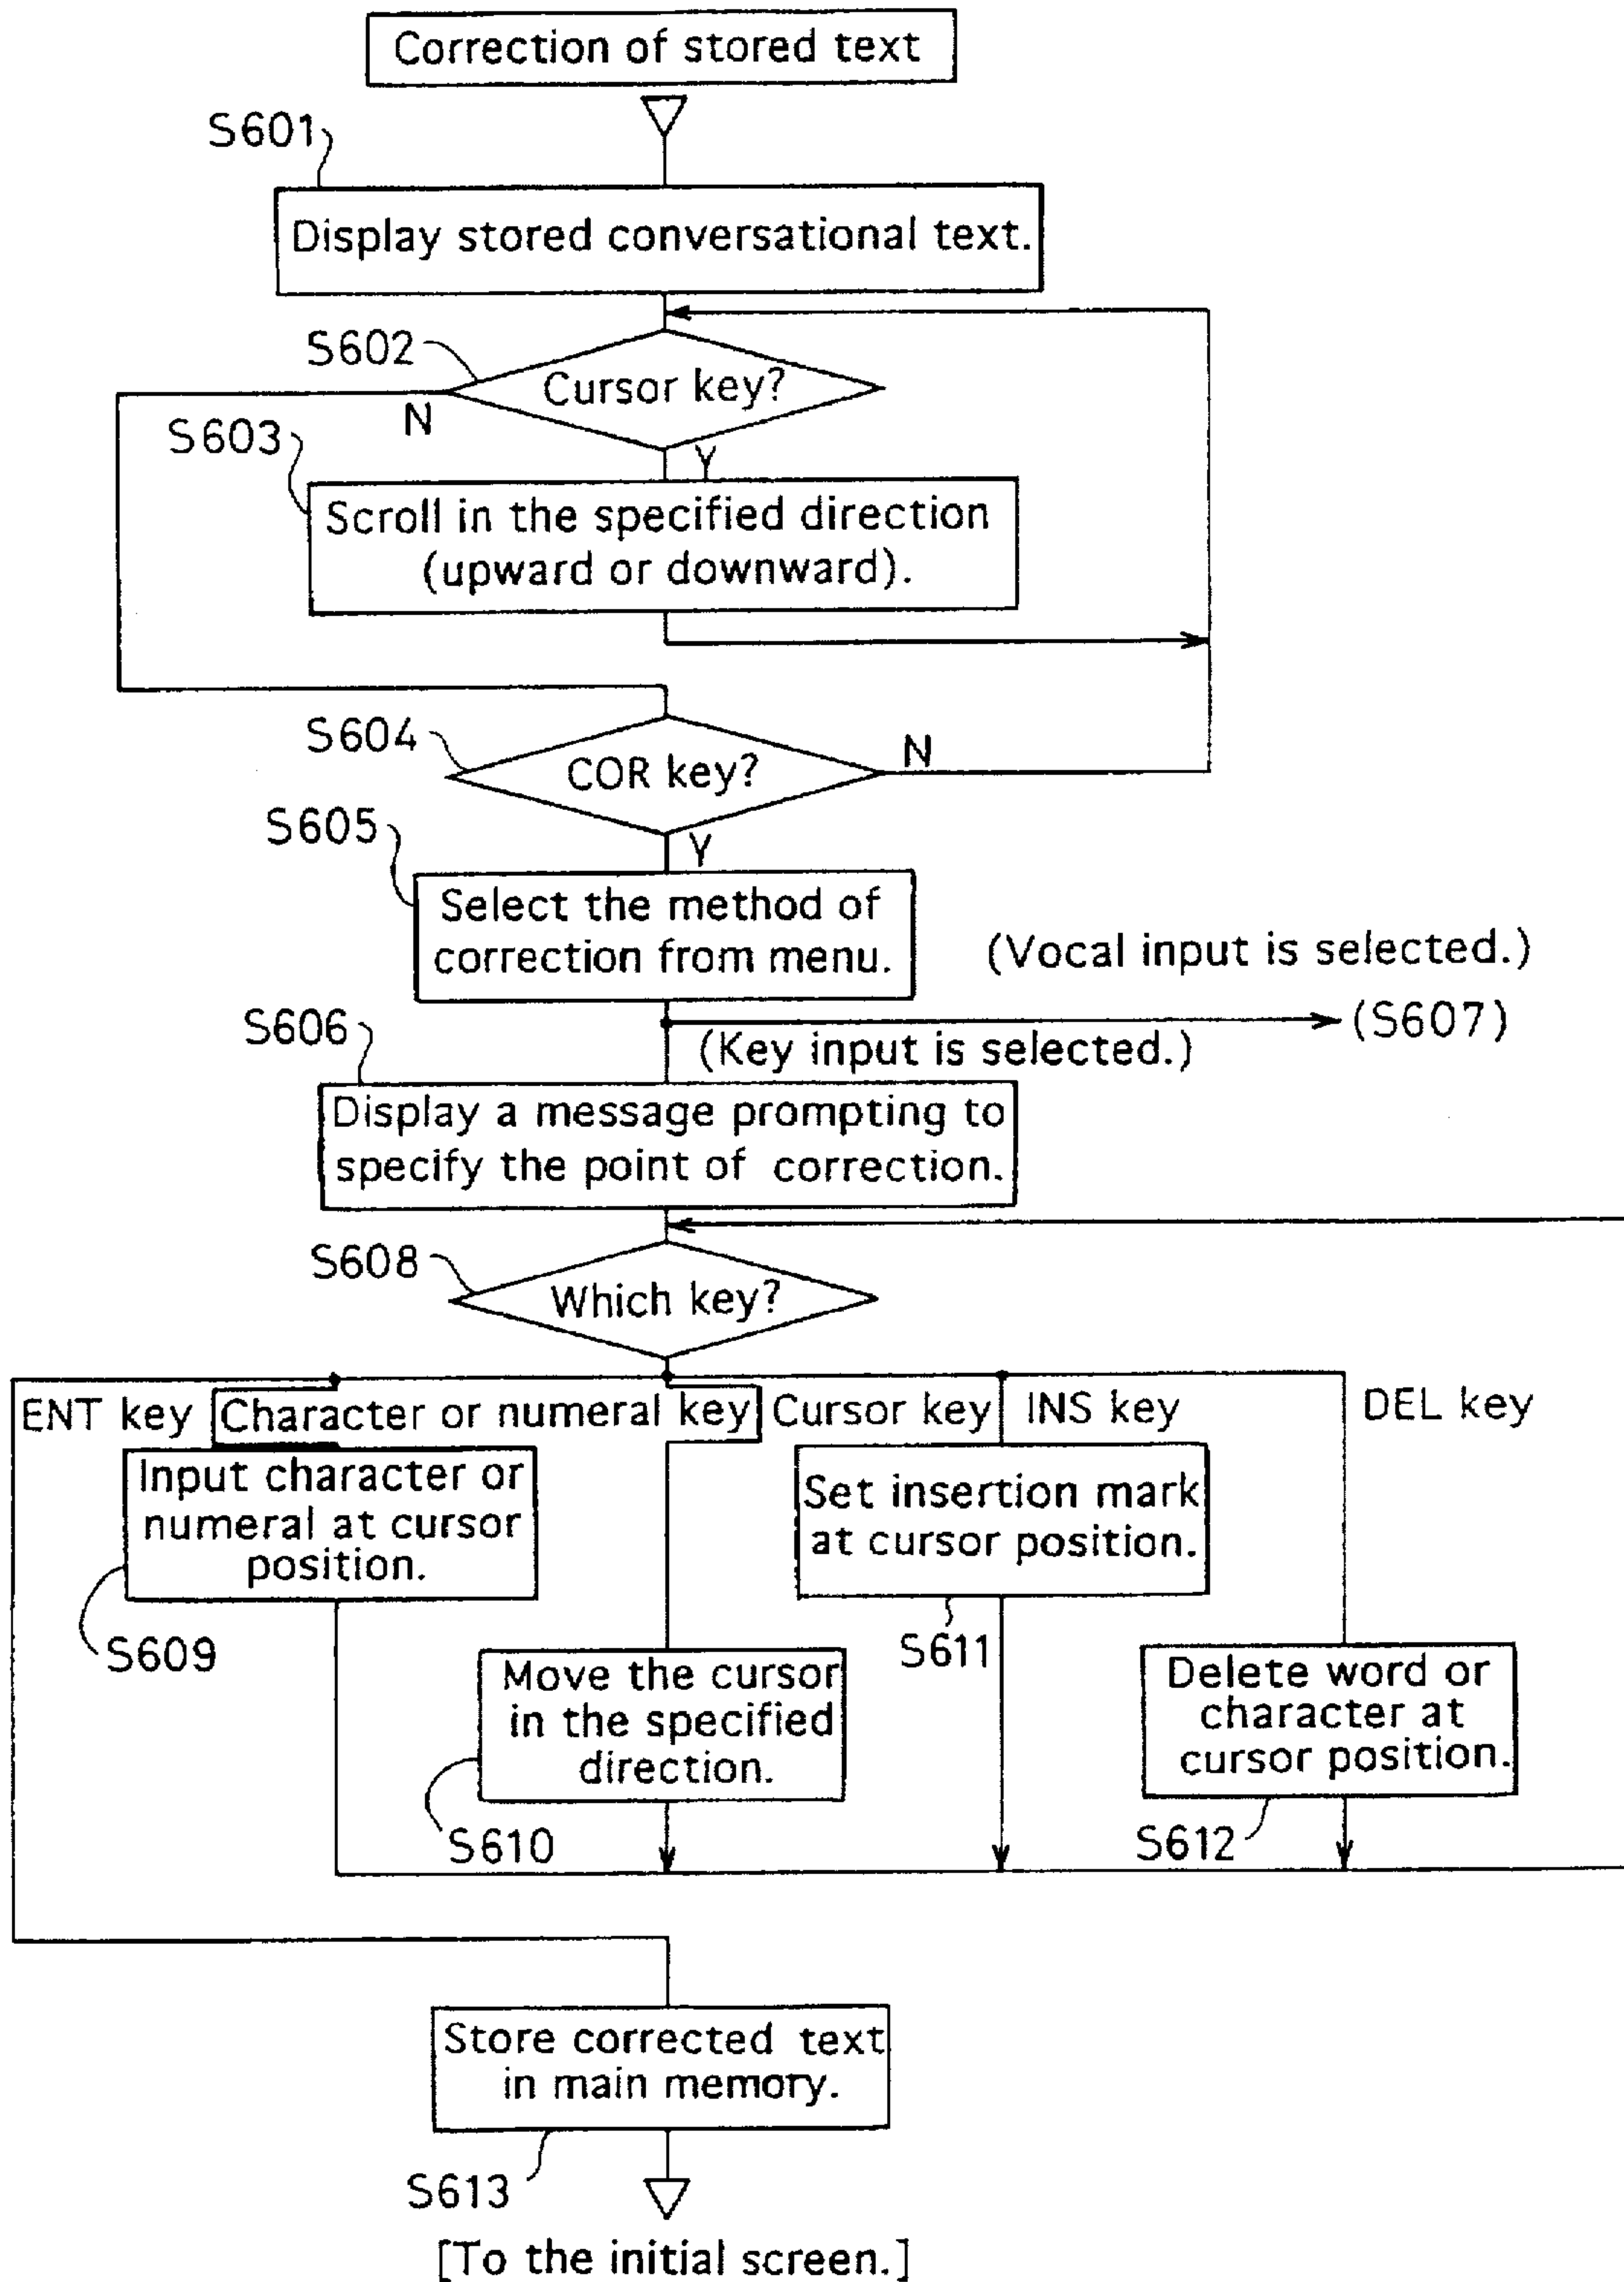 Correction of stored text
S601
Display stored conversational text.
S602
Cursor key?
N
S603
Y
Scroll in the specified direction
(upward or downward).
S604
COR key?
N
S605
Y
Select the method of
correction from menu.
(Vocal input is selected.)
S606
(S607)
(Key input is selected.)
Display a message prompting to
specify the point of correction.
S608
Which key?
ENT key
Character or numeral key
Cursor key
INS key
DEL key
Input character or
numeral at cursor
position.
Set insertion mark
at cursor position.
S609
S611
Move the cursor
in the specified
direction.
Delete word or
character at
cursor position.
S610
S612
Store corrected text
in main memory.
S613
[To the initial screen.]